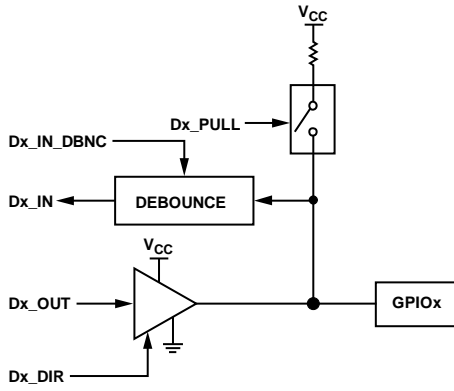 VCC
Dx_PULL
Dx_IN_DBNC
Dx_IN
DEBOUNCE
VCC
Dx_OUT
GPIOx
Dx_DIR